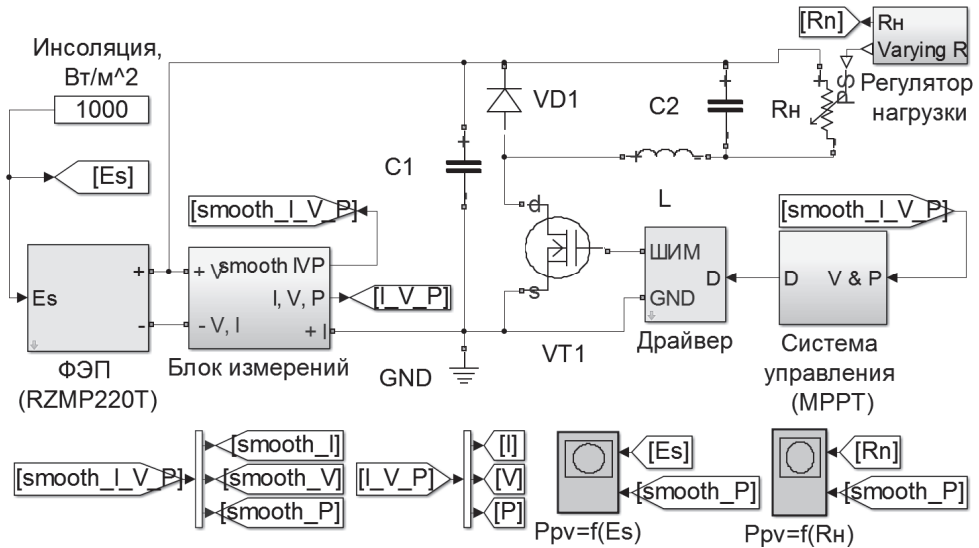 Инсоляция,
Вт/м^2
1000
[Es]
[smooth_I_V_P]
Es
+
-
ФЭП
(RZMP220T)
+ V
smooth IVP
I, V, P
- V, I
+ I
Блок измерений
[I_V_P]
C1
GND
VD1
C2
Rн
[Rn]
Rн
Varying R
PS
Регулятор
нагрузки
L
d
s
VT1
ШИМ
D
GND
Драйвер
[smooth_I_V_P]
D
V & P
Система
управления
(MPPT)
[smooth_I_V_P]
[smooth_I]
[smooth_V]
[smooth_P]
[I_V_P]
[I]
[V]
[P]
[Es]
[smooth_P]
Ppv=f(Es)
[Rn]
[smooth_P]
Ppv=f(Rн)